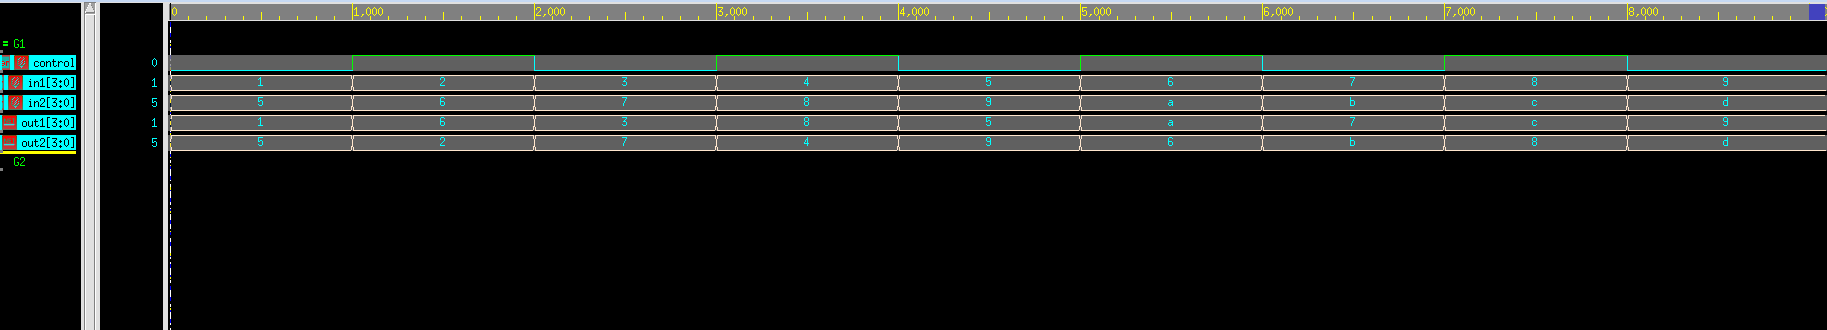 0 1,000 2,000 3,000 4,000 5,000 6,000 7,000 8,000
= G1
control 0
in1[3:0] 1 1 2 3 4 5 6 7 8 9
in2[3:0] 5 5 6 7 8 9 a b c d
out1[3:0] 1 1 6 3 8 5 a 7 c 9
out2[3:0] 5 5 2 7 4 9 6 b 8 d
G2